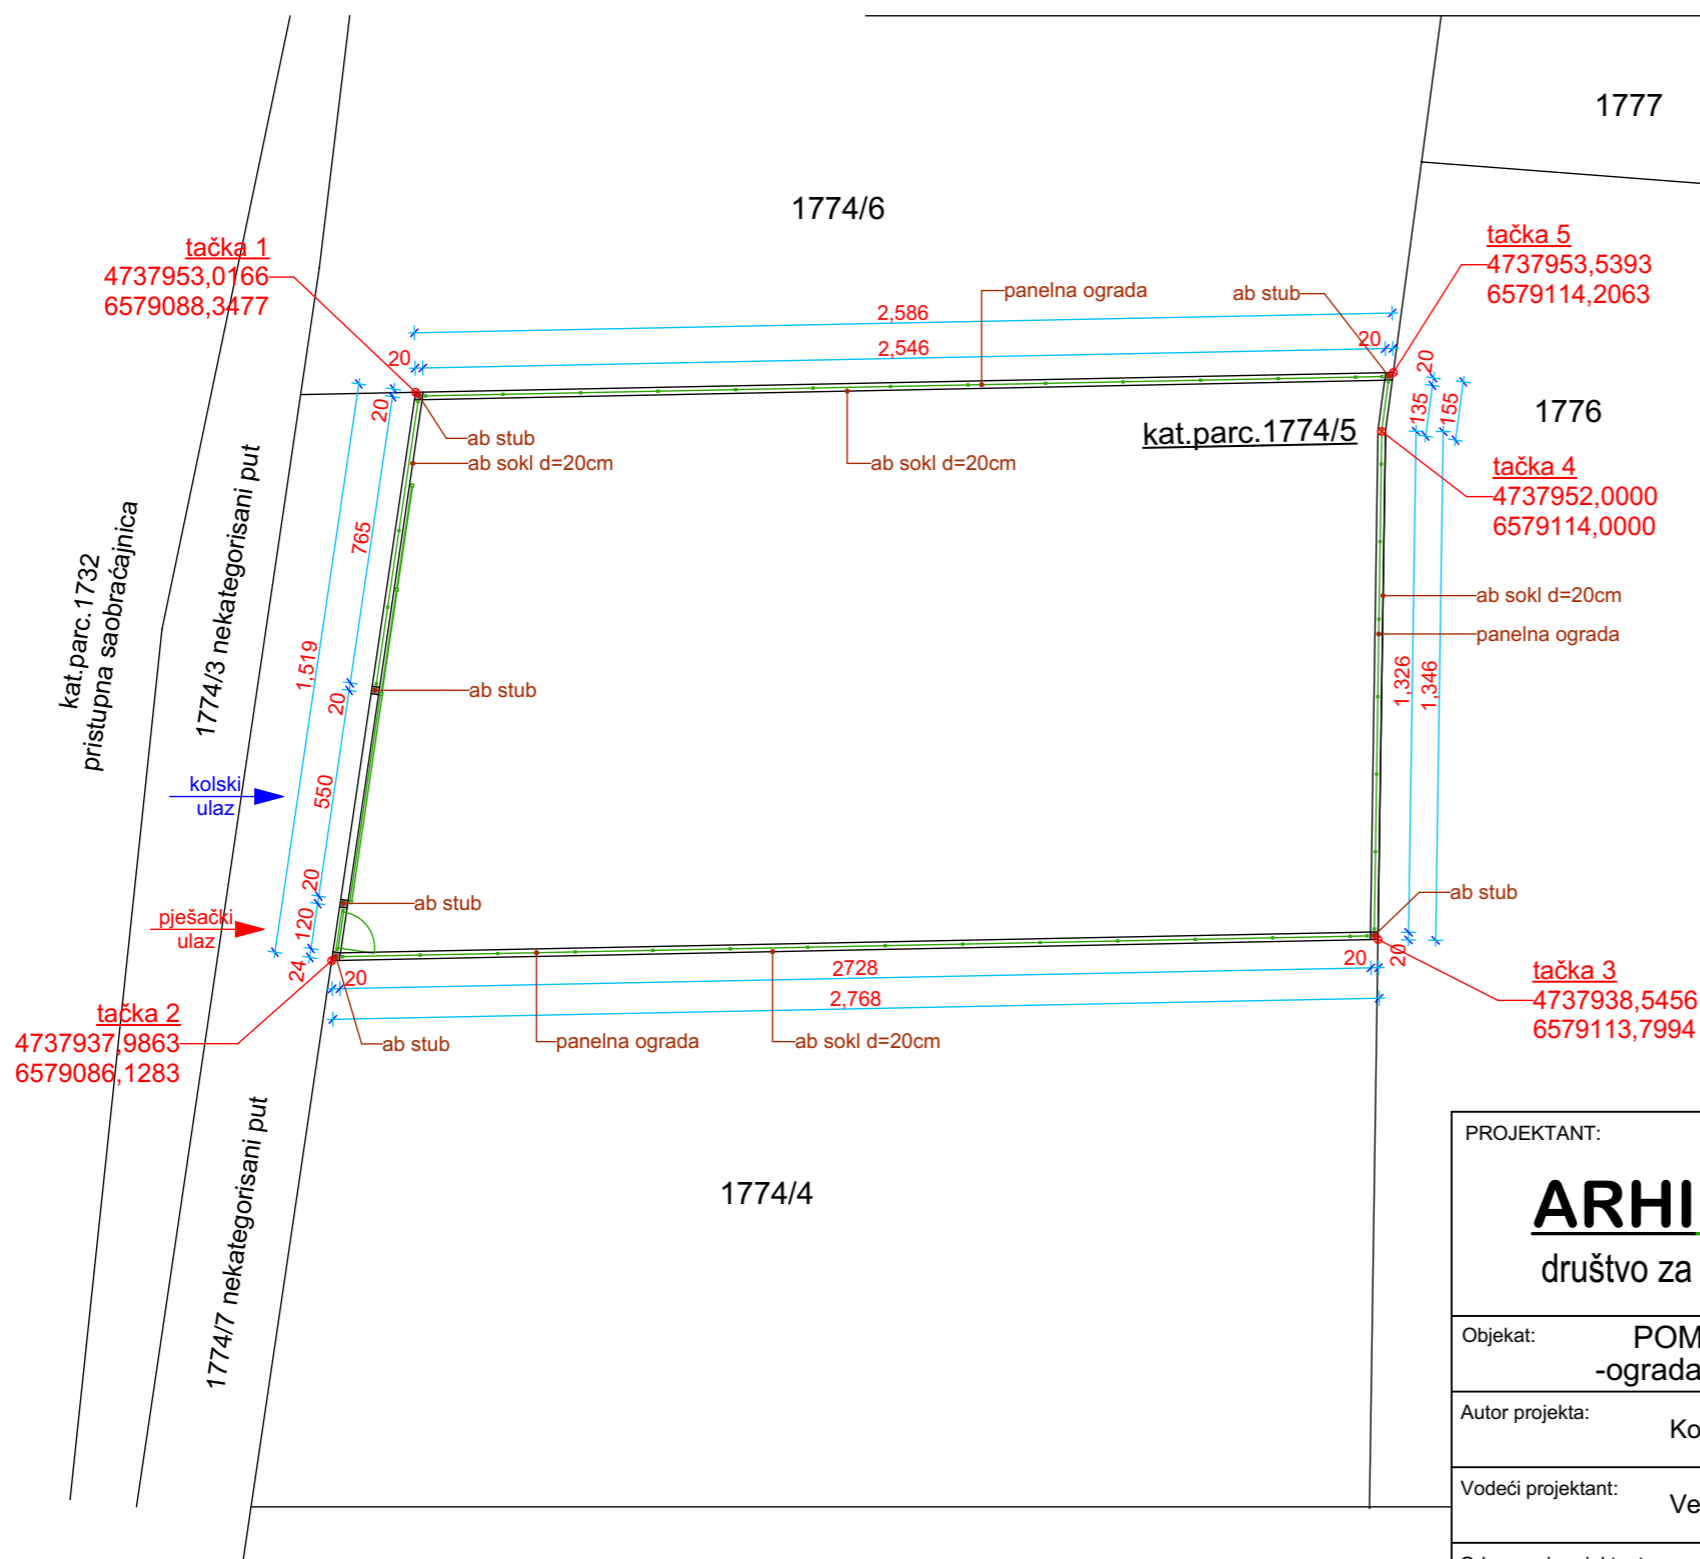 1777
1774/6
tačka 1
4737953,0166
6579088,3477
tačka 5
4737953,5393
6579114,2063
panelna ograda
ab stub
2,586
2,546
20
20
20
20
135
155
1776
kat.parc.1774/5
ab stub
ab sokl d=20cm
ab sokl d=20cm
tačka 4
4737952,0000
6579114,0000
kat.parc.1732
pristupna saobraćajnica
1774/3 nekategorisani put
765
1,519
20
550
20
120
24
ab stub
ab sokl d=20cm
panelna ograda
1,326
1,346
kolski
ulaz
pješački
ulaz
ab stub
ab stub
20
2728
20
20
2,768
tačka 3
4737938,5456
6579113,7994
tačka 2
4737937,9863
6579086,1283
ab stub
panelna ograda
ab sokl d=20cm
1774/7 nekategorisani put
1774/4
PROJEKTANT:
ARHI
društvo za
Objekat:
POM
-ograda
Autor projekta:
Ko
Vodeći projektant:
Ve